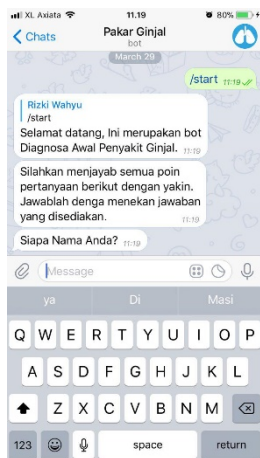 XL Axiata 11.19 80%
Chats Pakar Ginjal
bot
March 29
/start 11:19
Rizki Wahyu
/start
Selamat datang, Ini merupakan bot
Diagnosa Awal Penyakit Ginjal. 11:19
Silahkan menjayab semua poin
pertanyaan berikut dengan yakin.
Jawablah denga menekan jawaban
yang disediakan. 11:19
Siapa Nama Anda? 11:19
Message
ya Di Masi
Q W E R T Y U I O P
A S D F G H J K L
Z X C V B N M
123 space return